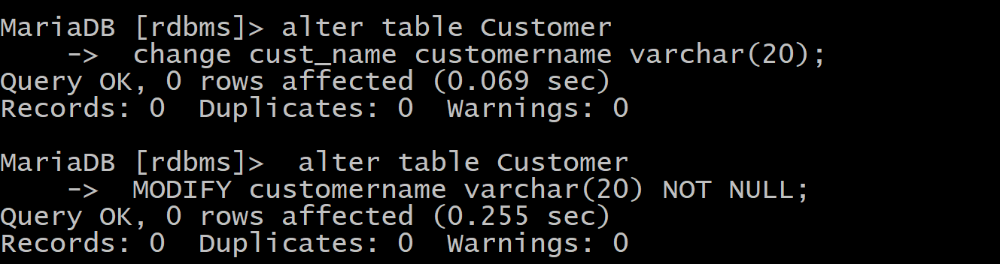 MariaDB [rdbms]> alter table Customer
    ->  change cust_name customername varchar(20);
Query OK, 0 rows affected (0.069 sec)
Records: 0  Duplicates: 0  Warnings: 0

MariaDB [rdbms]>  alter table Customer
    ->  MODIFY customername varchar(20) NOT NULL;
Query OK, 0 rows affected (0.255 sec)
Records: 0  Duplicates: 0  Warnings: 0